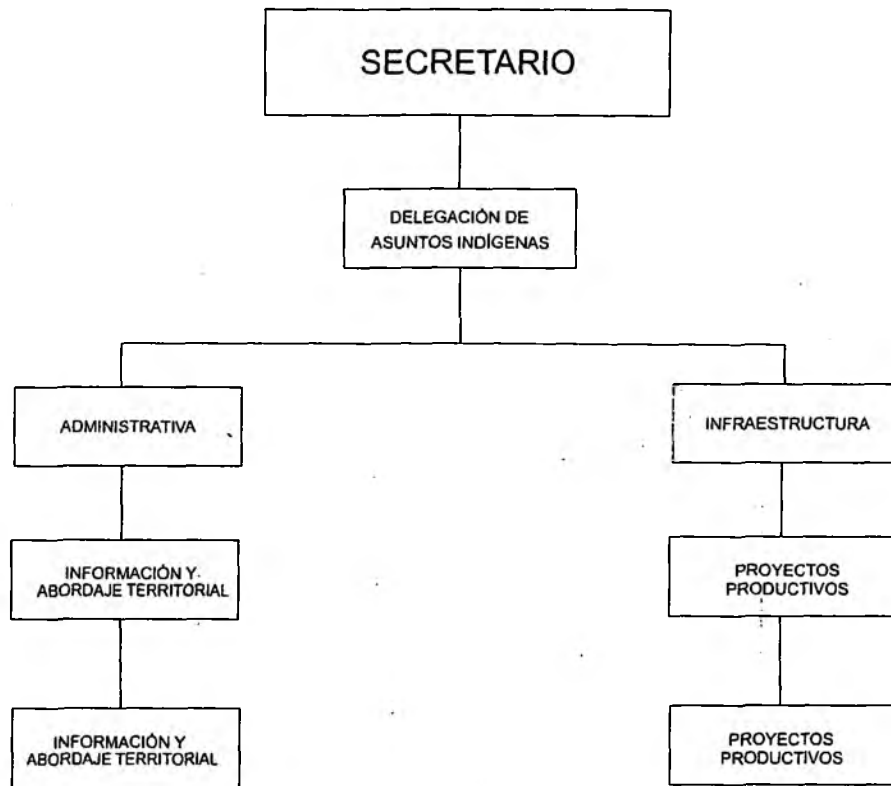 SECRETARIO
DELEGACIÓN DE
ASUNTOS INDÍGENAS
ADMINISTRATIVA
INFRAESTRUCTURA
INFORMACIÓN Y
ABORDAJE TERRITORIAL
PROYECTOS
PRODUCTIVOS
INFORMACIÓN Y
ABORDAJE TERRITORIAL
PROYECTOS
PRODUCTIVOS